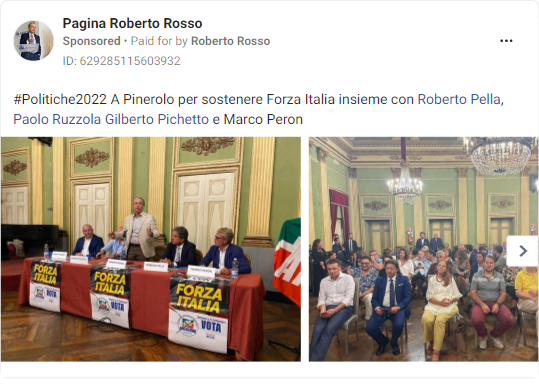 Pagina Roberto Rosso
Sponsored • Paid for by Roberto Rosso
ID: 629285115603932
#Politiche2022 A Pinerolo per sostenere Forza Italia insieme con Roberto Pella,
Paolo Ruzzola Gilberto Pichetto e Marco Peron
FORZA
ITALIA
VOTA
FORZA
ITALIA
VOTA
FORZA
ITALIA
VOTA